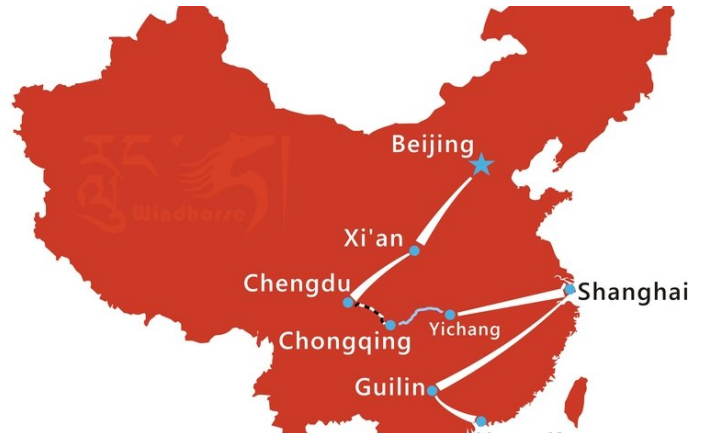 Beijing
Xi'an
Chengdu
Shanghai
Chongqing
Yichang
Guilin
Windhorse